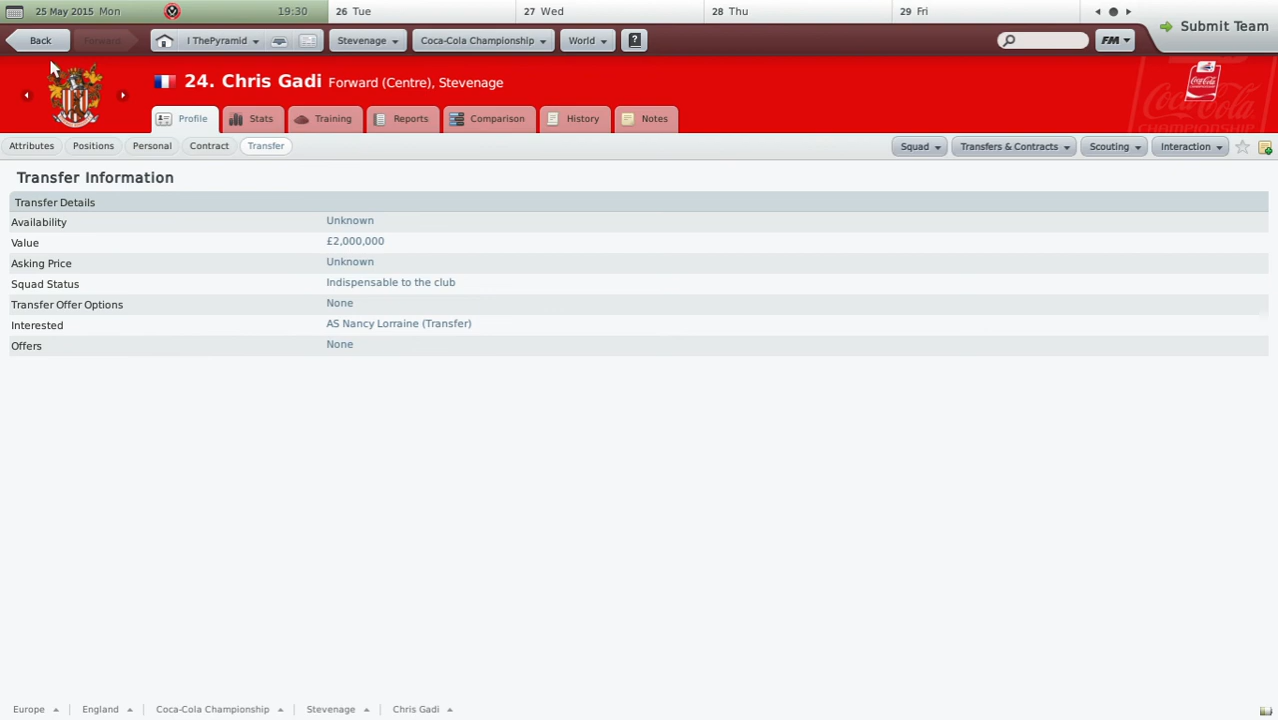 25 May 2015 Mon 19:30 26 Tue 27 Wed 28 Thu 29 Fri
Submit Team
Back Forward I ThePyramid Stevenage Coca-Cola Championship World ? FM
24. Chris Gadi Forward (Centre), Stevenage
Coca-Cola
CHAMPIONSHIP
Profile Stats Training Reports Comparison History Notes
Attributes Positions Personal Contract Transfer Squad Transfers & Contracts Scouting Interaction
Transfer Information
Transfer Details
Availability Unknown
Value £2,000,000
Asking Price Unknown
Squad Status Indispensable to the club
Transfer Offer Options None
Interested AS Nancy Lorraine (Transfer)
Offers None
Europe England Coca-Cola Championship Stevenage Chris Gadi